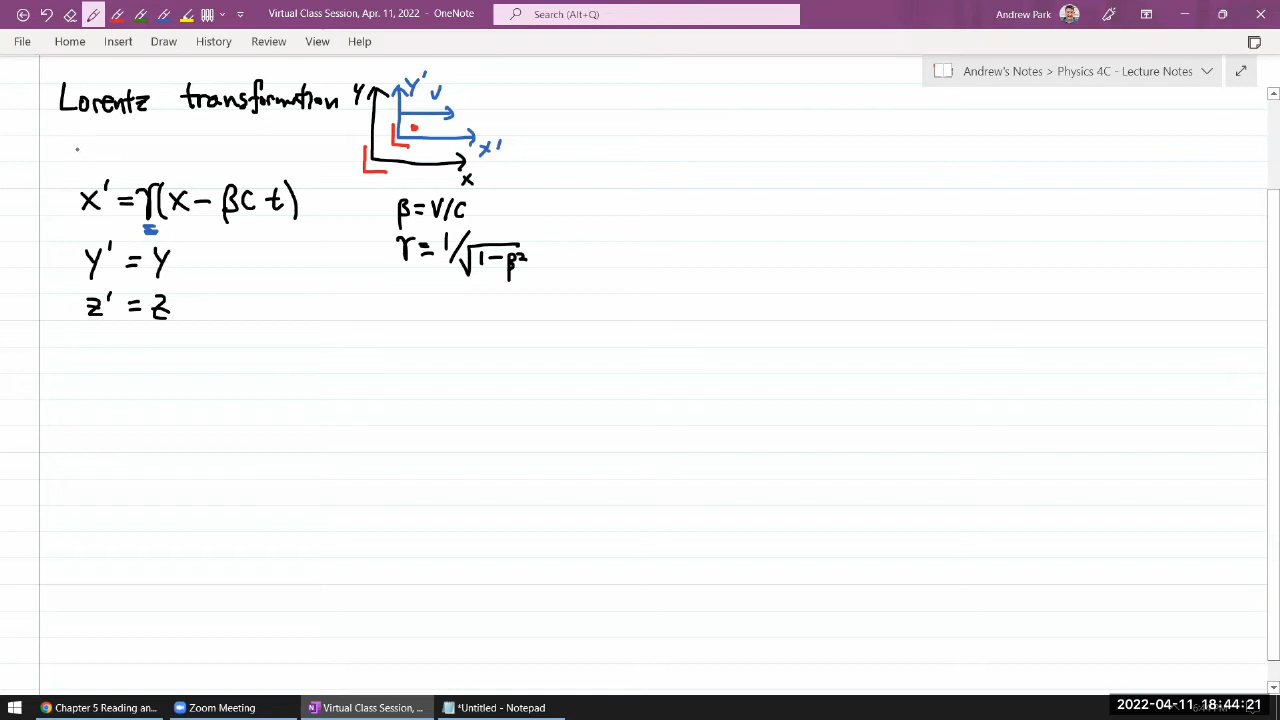 Virtual Class Session, Apr. 11, 2022 - OneNote
Search (Alt+Q)
Andrew Park
File Home Insert Draw History Review View Help
Andrew's Notes > Physics 4C - Lecture Notes
Lorentz transformation
Y
Y'
V
X'
X
x' = γ(x - βc t)
β = V/C
γ = 1/√(1-β²)
Y' = Y
z' = z
Chapter 5 Reading an...
Zoom Meeting
Virtual Class Session...
*Untitled - Notepad
2022-04-11 18:44:21